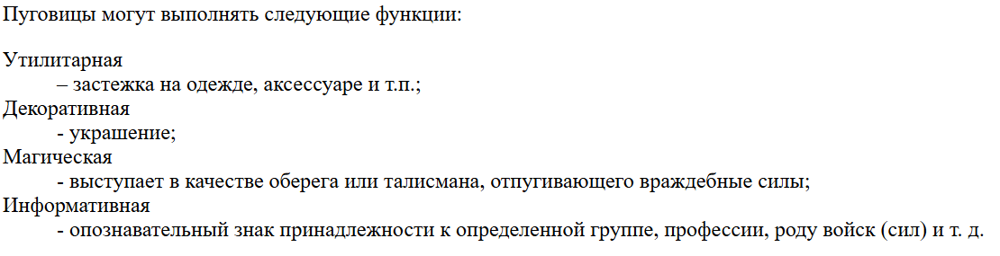 Пуговицы могут выполнять следующие функции:
Утилитарная
– застежка на одежде, аксессуаре и т.п.;
Декоративная
- украшение;
Магическая
- выступает в качестве оберега или талисмана, отпугивающего враждебные силы;
Информативная
- опознавательный знак принадлежности к определенной группе, профессии, роду войск (сил) и т. д.